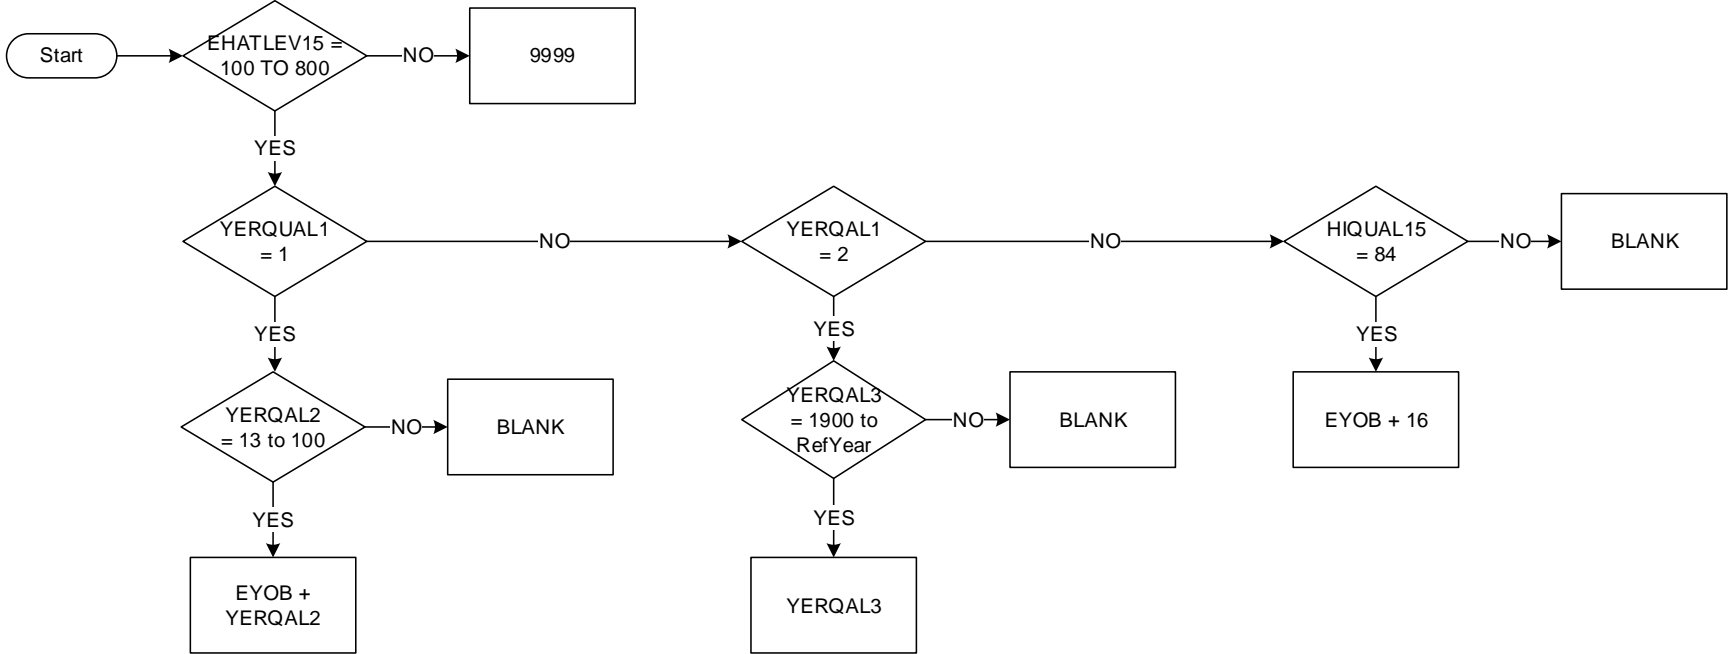 Start
EHATLEV15 =
100 TO 800
NO
9999
YES
YERQUAL1
= 1
NO
YERQAL1
= 2
NO
HIQUAL15
= 84
NO
BLANK
YES
YES
YES
YERQAL2
= 13 to 100
NO
BLANK
YERQAL3
= 1900 to
RefYear
NO
BLANK
EYOB + 16
YES
YES
EYOB +
YERQAL2
YERQAL3